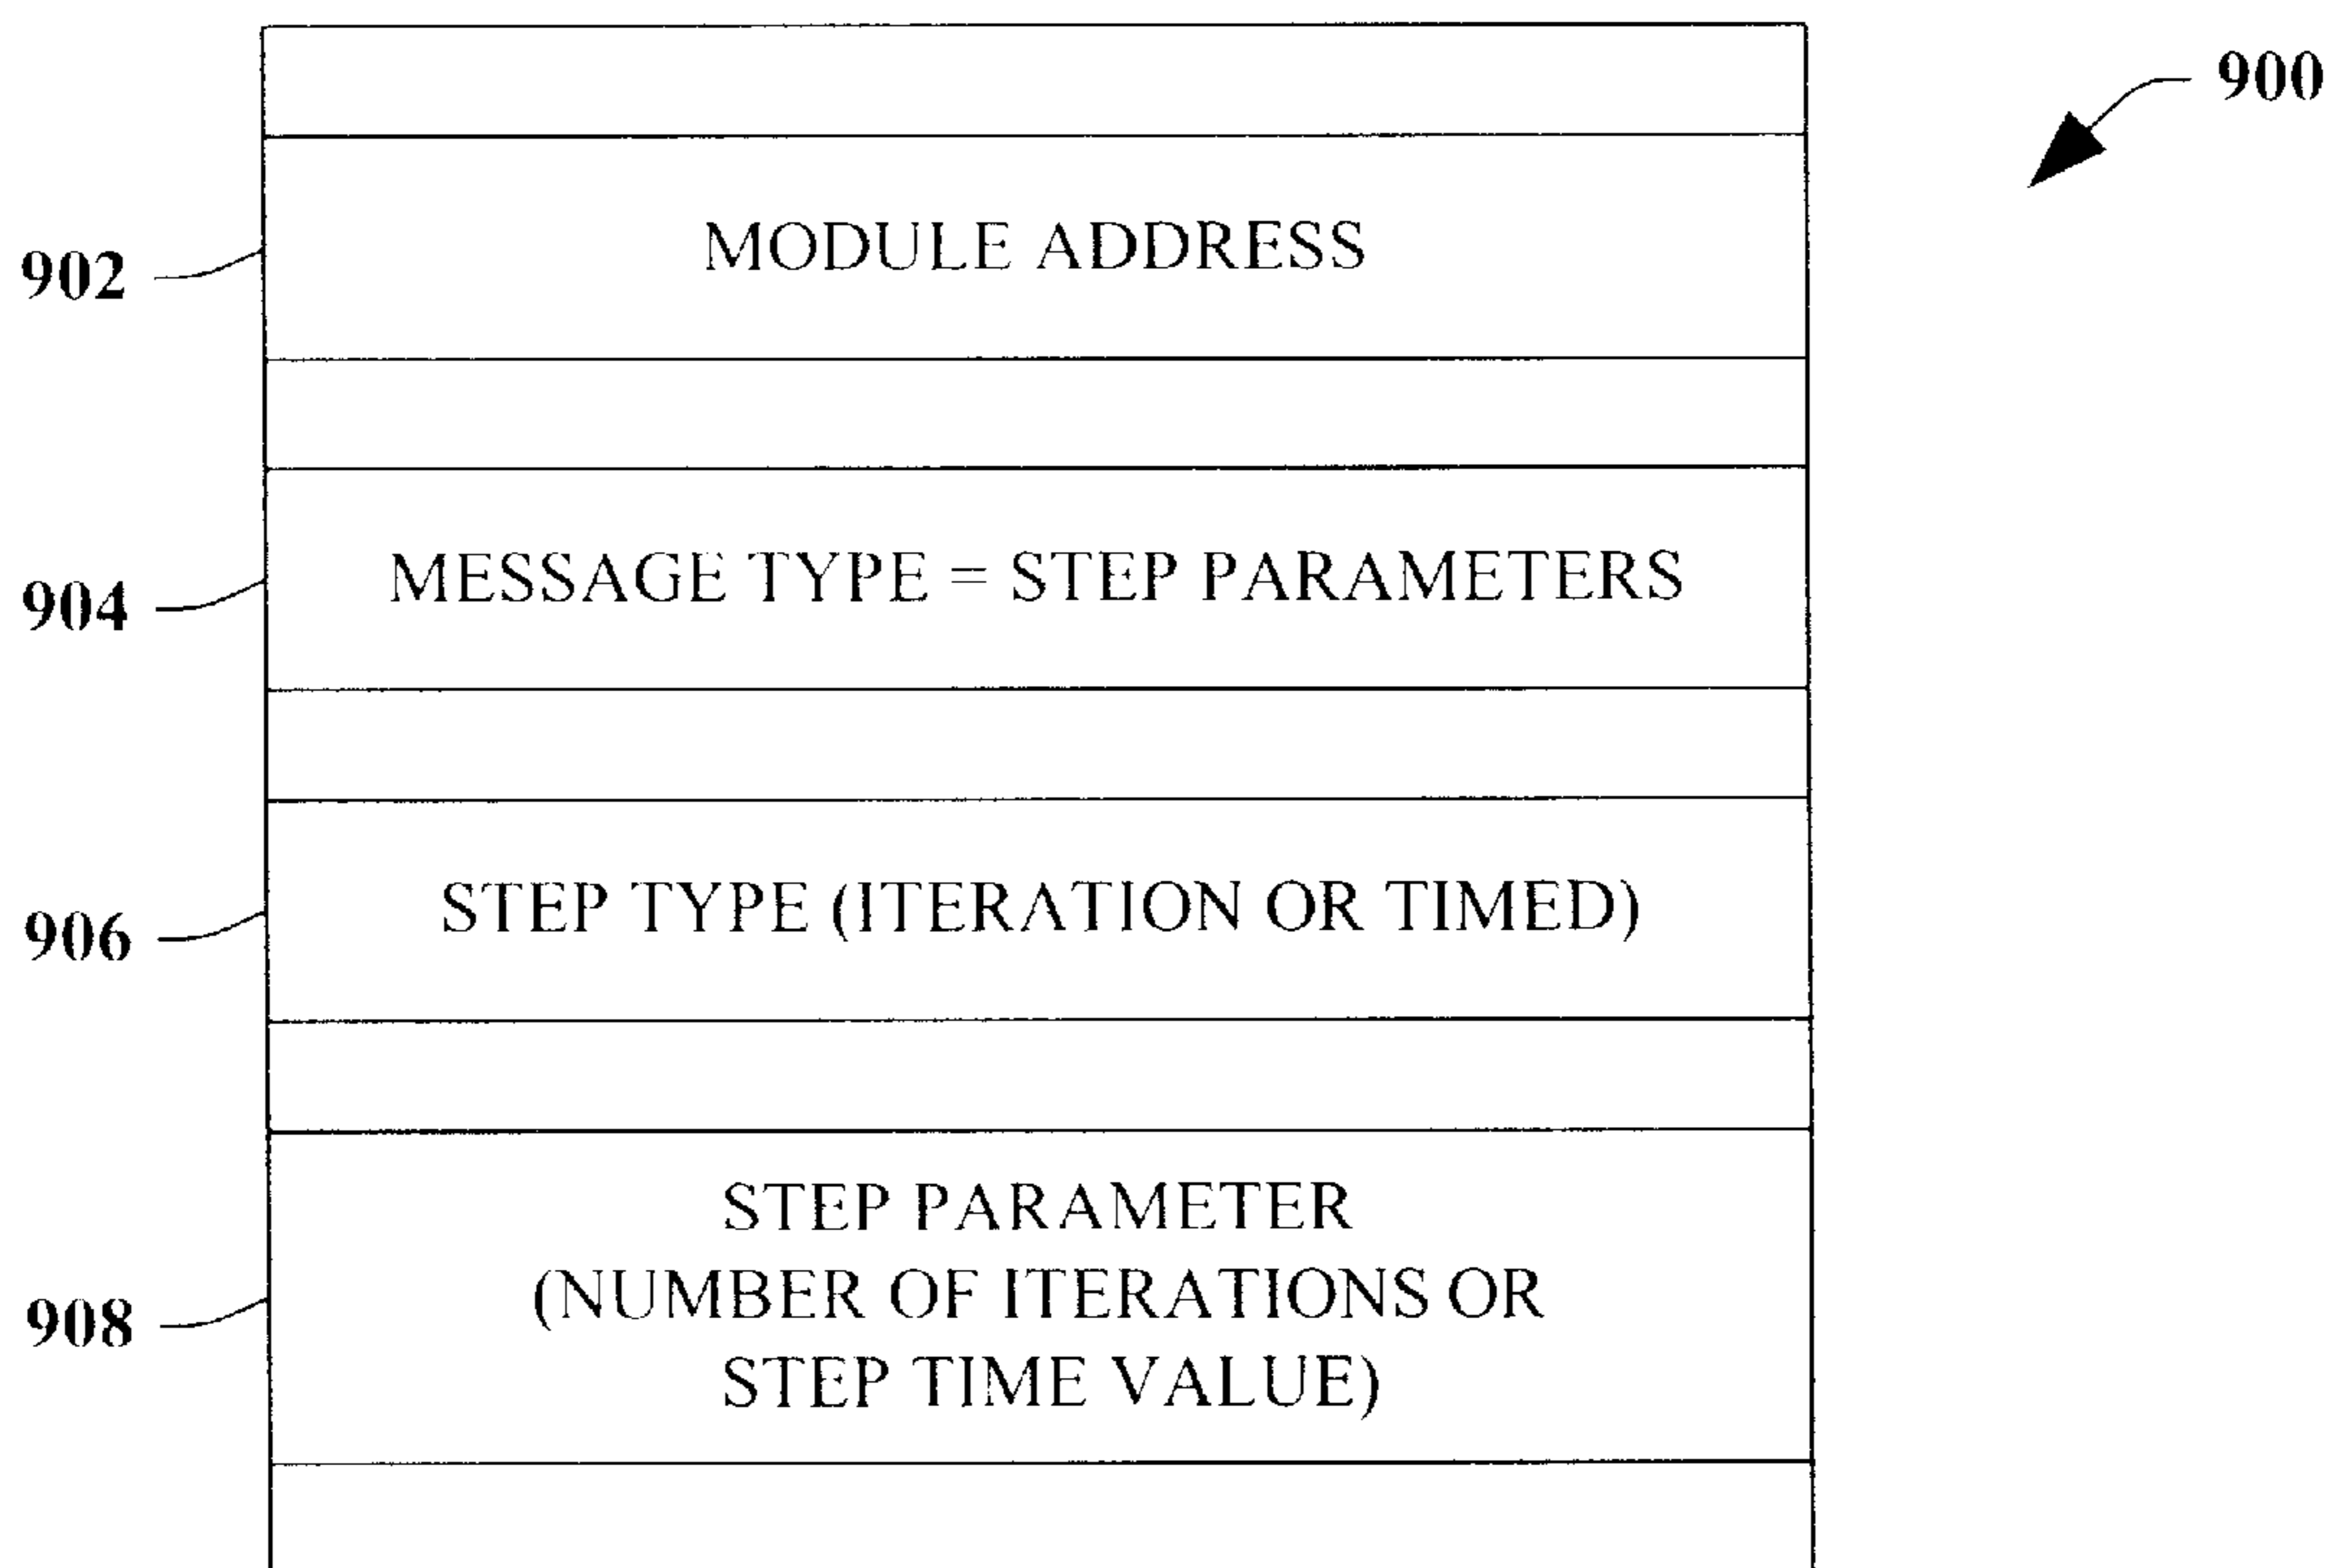 900
902
MODULE ADDRESS
904
MESSAGE TYPE = STEP PARAMETERS
906
STEP TYPE (ITERATION OR TIMED)
908
STEP PARAMETER
(NUMBER OF ITERATIONS OR
STEP TIME VALUE)